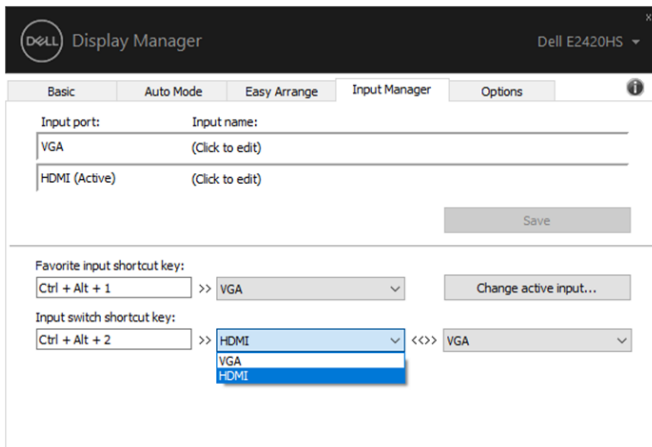 DELL Display Manager Dell E2420HS
Basic Auto Mode Easy Arrange Input Manager Options
Input port: Input name:
VGA (Click to edit)
HDMI (Active) (Click to edit)
Save
Favorite input shortcut key:
Ctrl + Alt + 1 >> VGA Change active input...
Input switch shortcut key:
Ctrl + Alt + 2 >> HDMI <<>> VGA
VGA
HDMI